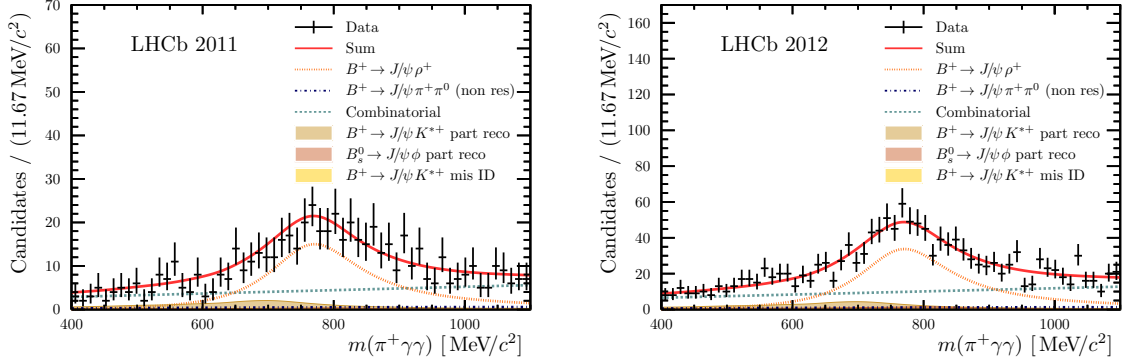 Candidates / (11.67 MeV/c²)
70
60
50
40
30
20
10
0
LHCb 2011
Data
Sum
B⁺ → J/ψ ρ⁺
B⁺ → J/ψ π⁺π⁰ (non res)
Combinatorial
B⁺ → J/ψ K*⁺ part reco
B⁰ₛ → J/ψ ϕ part reco
B⁺ → J/ψ K*⁺ mis ID
400 600 800 1000
m(π⁺γγ) [MeV/c²]
Candidates / (11.67 MeV/c²)
160
140
120
100
80
60
40
20
0
LHCb 2012
Data
Sum
B⁺ → J/ψ ρ⁺
B⁺ → J/ψ π⁺π⁰ (non res)
Combinatorial
B⁺ → J/ψ K*⁺ part reco
B⁰ₛ → J/ψ ϕ part reco
B⁺ → J/ψ K*⁺ mis ID
400 600 800 1000
m(π⁺γγ) [MeV/c²]